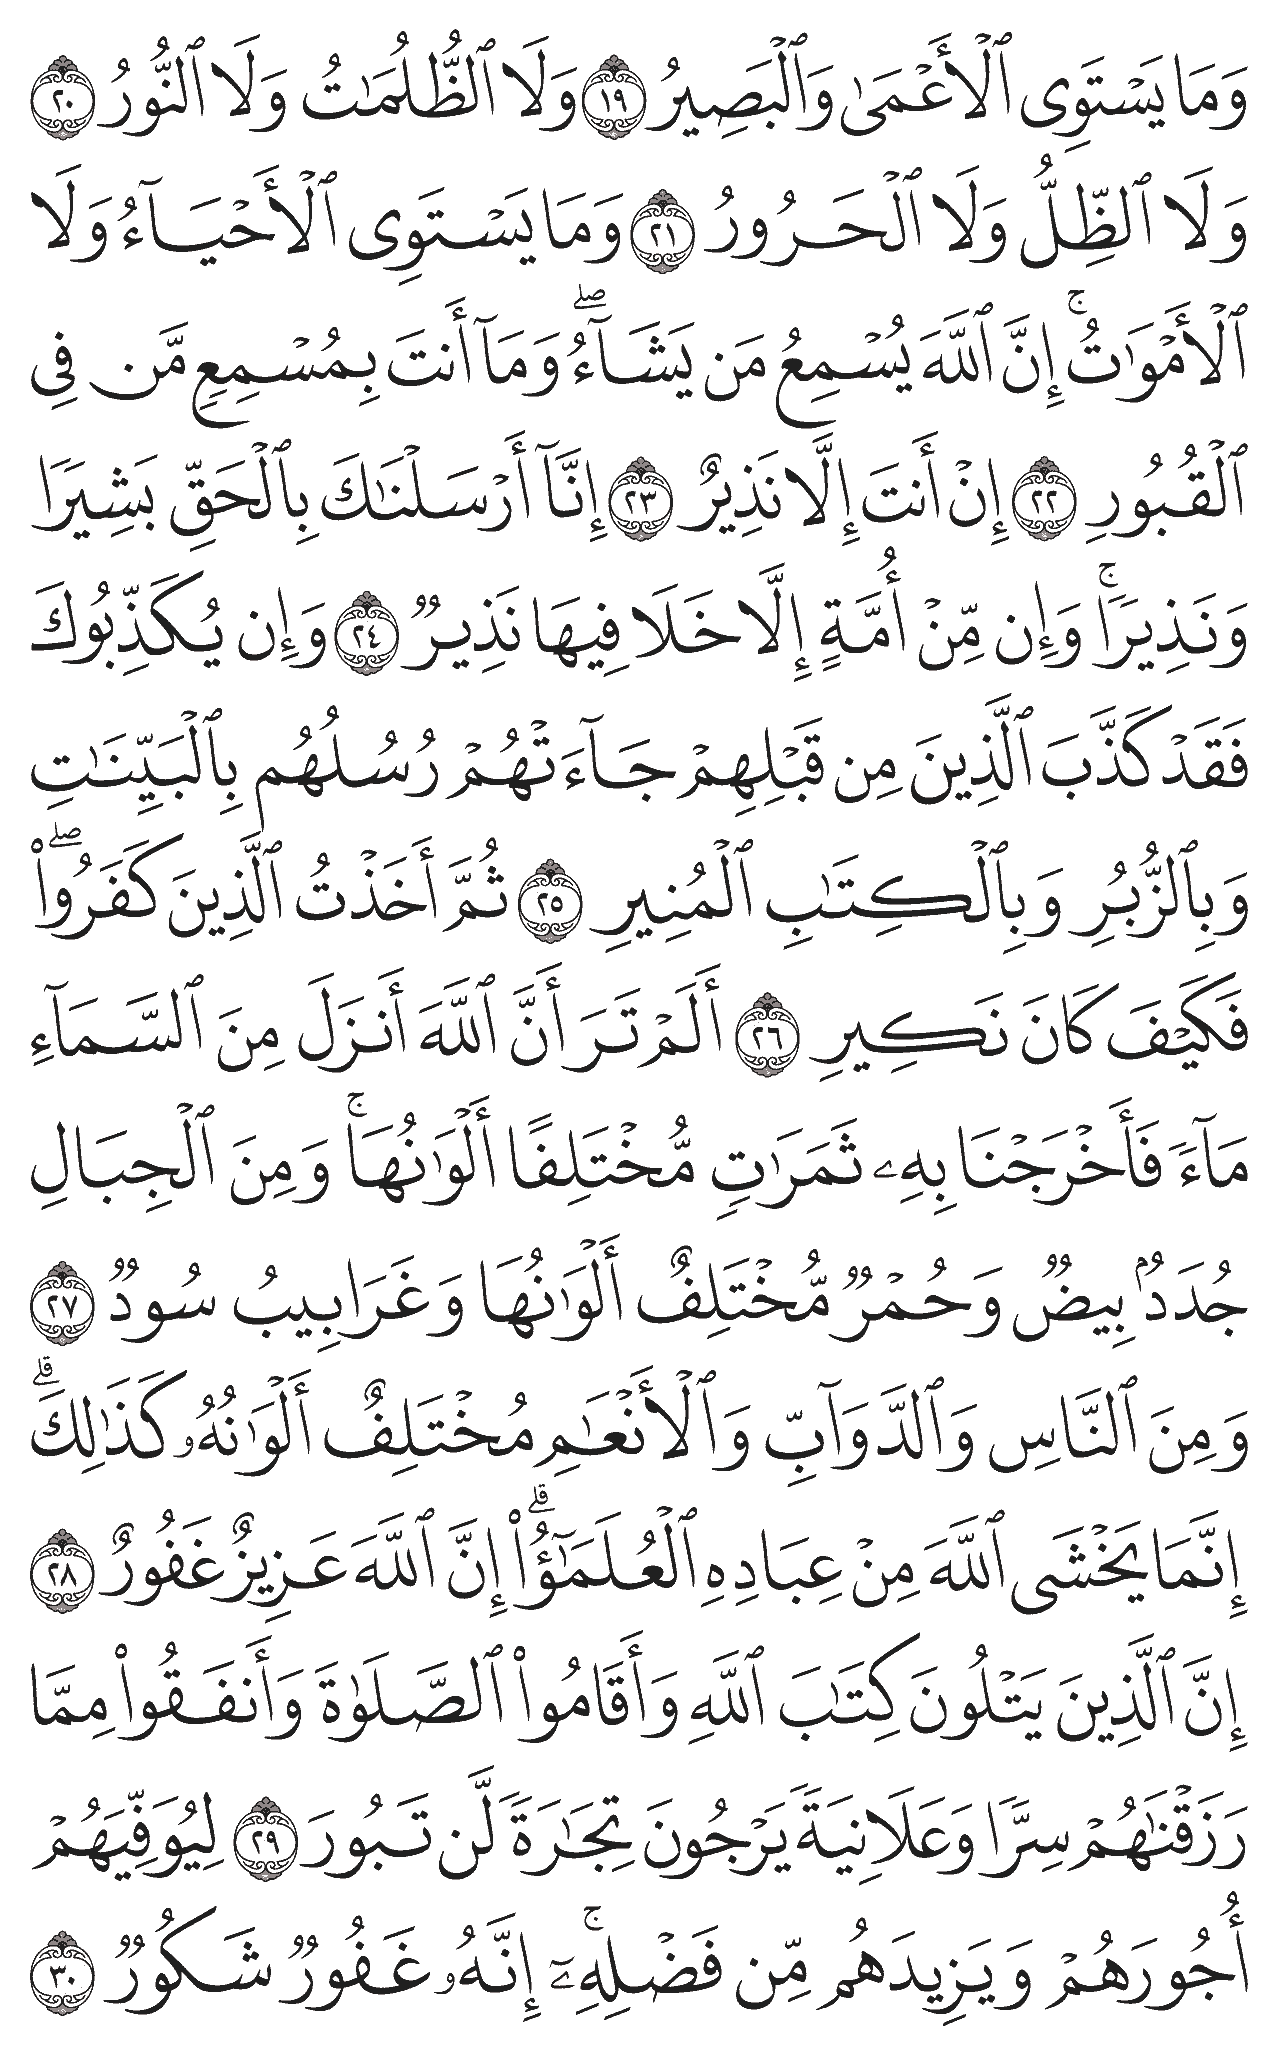 وَمَا يَسۡتَوِي ٱلۡأَعۡمَىٰ وَٱلۡبَصِيرُ ١٩ وَلَا ٱلظُّلُمَٰتُ وَلَا ٱلنُّورُ ٢٠
وَلَا ٱلظِّلُّ وَلَا ٱلۡحَرُورُ ٢١ وَمَا يَسۡتَوِي ٱلۡأَحۡيَآءُ وَلَا
ٱلۡأَمۡوَٰتُۚ إِنَّ ٱللَّهَ يُسۡمِعُ مَن يَشَآءُۖ وَمَآ أَنتَ بِمُسۡمِعٖ مَّن فِي
ٱلۡقُبُورِ ٢٢ إِنۡ أَنتَ إِلَّا نَذِيرٌ ٢٣ إِنَّآ أَرۡسَلۡنَٰكَ بِٱلۡحَقِّ بَشِيرٗا
وَنَذِيرٗاۚ وَإِن مِّنۡ أُمَّةٍ إِلَّا خَلَا فِيهَا نَذِيرٞ ٢٤ وَإِن يُكَذِّبُوكَ
فَقَدۡ كَذَّبَ ٱلَّذِينَ مِن قَبۡلِهِمۡ جَآءَتۡهُمۡ رُسُلُهُم بِٱلۡبَيِّنَٰتِ
وَبِٱلزُّبُرِ وَبِٱلۡكِتَٰبِ ٱلۡمُنِيرِ ٢٥ ثُمَّ أَخَذۡتُ ٱلَّذِينَ كَفَرُواْۖ
فَكَيۡفَ كَانَ نَكِيرِ ٢٦ أَلَمۡ تَرَ أَنَّ ٱللَّهَ أَنزَلَ مِنَ ٱلسَّمَآءِ
مَآءٗ فَأَخۡرَجۡنَا بِهِۦ ثَمَرَٰتٖ مُّخۡتَلِفًا أَلۡوَٰنُهَاۚ وَمِنَ ٱلۡجِبَالِ
جُدَدُۢ بِيضٞ وَحُمۡرٞ مُّخۡتَلِفٌ أَلۡوَٰنُهَا وَغَرَابِيبُ سُودٞ ٢٧
وَمِنَ ٱلنَّاسِ وَٱلدَّوَآبِّ وَٱلۡأَنۡعَٰمِ مُخۡتَلِفٌ أَلۡوَٰنُهُۥ كَذَٰلِكَۗ
إِنَّمَا يَخۡشَى ٱللَّهَ مِنۡ عِبَادِهِ ٱلۡعُلَمَٰٓؤُاْۗ إِنَّ ٱللَّهَ عَزِيزٌ غَفُورٌ ٢٨
إِنَّ ٱلَّذِينَ يَتۡلُونَ كِتَٰبَ ٱللَّهِ وَأَقَامُواْ ٱلصَّلَوٰةَ وَأَنفَقُواْ مِمَّا
رَزَقۡنَٰهُمۡ سِرّٗا وَعَلَانِيَةٗ يَرۡجُونَ تِجَٰرَةٗ لَّن تَبُورَ ٢٩ لِيُوَفِّيَهُمۡ
أُجُورَهُمۡ وَيَزِيدَهُم مِّن فَضۡلِهِۦٓۚ إِنَّهُۥ غَفُورٞ شَكُورٞ ٣٠